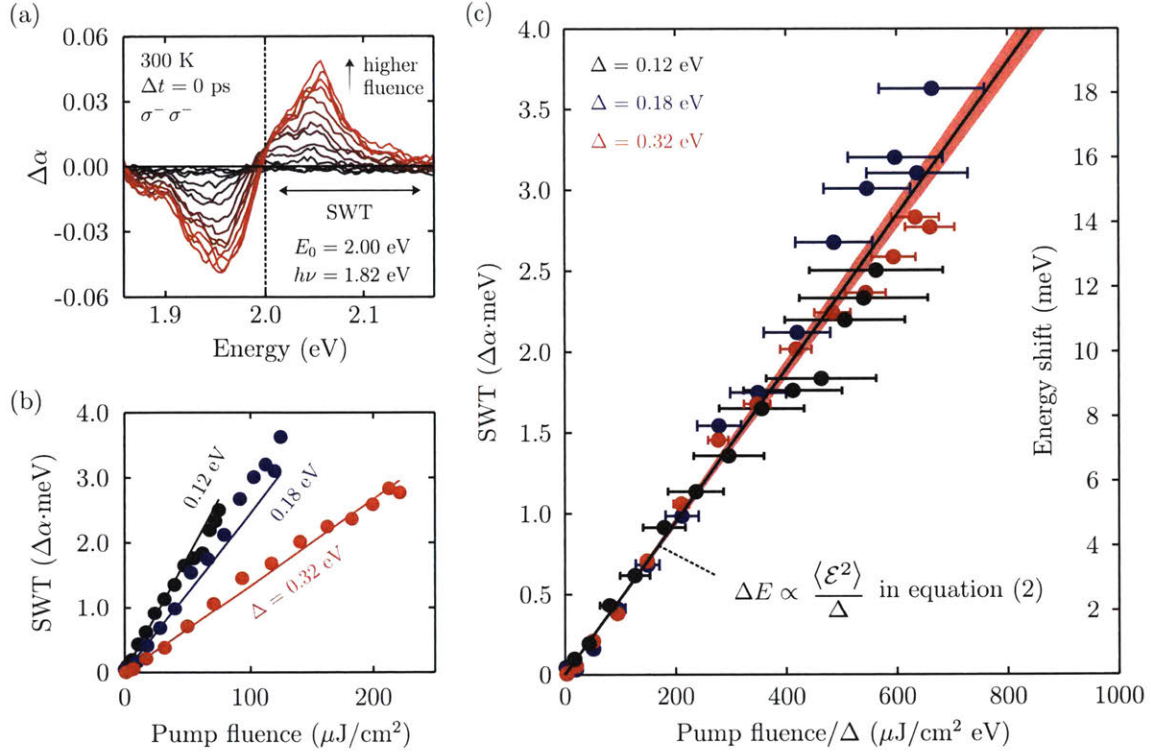 (a)
0.06
0.03
0.00
-0.03
-0.06
Δα
300 K
Δt = 0 ps
σ⁻ σ⁻
higher
fluence
SWT
E₀ = 2.00 eV
hν = 1.82 eV
1.9
2.0
2.1
Energy (eV)
(b)
4.0
3.0
2.0
1.0
0
SWT (Δα·meV)
0.12 eV
0.18 eV
Δ = 0.32 eV
0
100
200
Pump fluence (μJ/cm²)
(c)
4.0
3.5
3.0
2.5
2.0
1.5
1.0
0.5
0
SWT (Δα·meV)
Δ = 0.12 eV
Δ = 0.18 eV
Δ = 0.32 eV
18
16
14
12
10
8
6
4
2
Energy shift (meV)
ΔE ∝ ⟨ℰ²⟩/Δ in equation (2)
0
200
400
600
800
1000
Pump fluence/Δ (μJ/cm² eV)